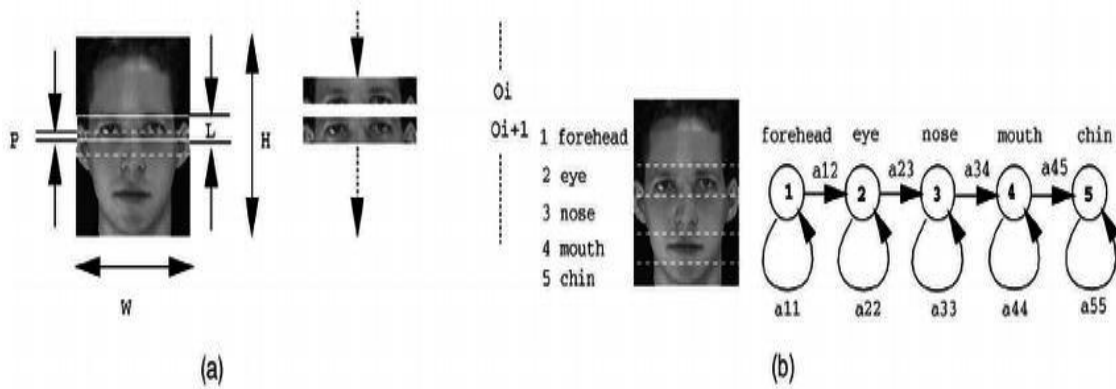 P
L
H
W
Oi
Oi+1
(a)
1 forehead
2 eye
3 nose
4 mouth
5 chin
forehead eye nose mouth chin
a12 a23 a34 a45
1 2 3 4 5
a11 a22 a33 a44 a55
(b)